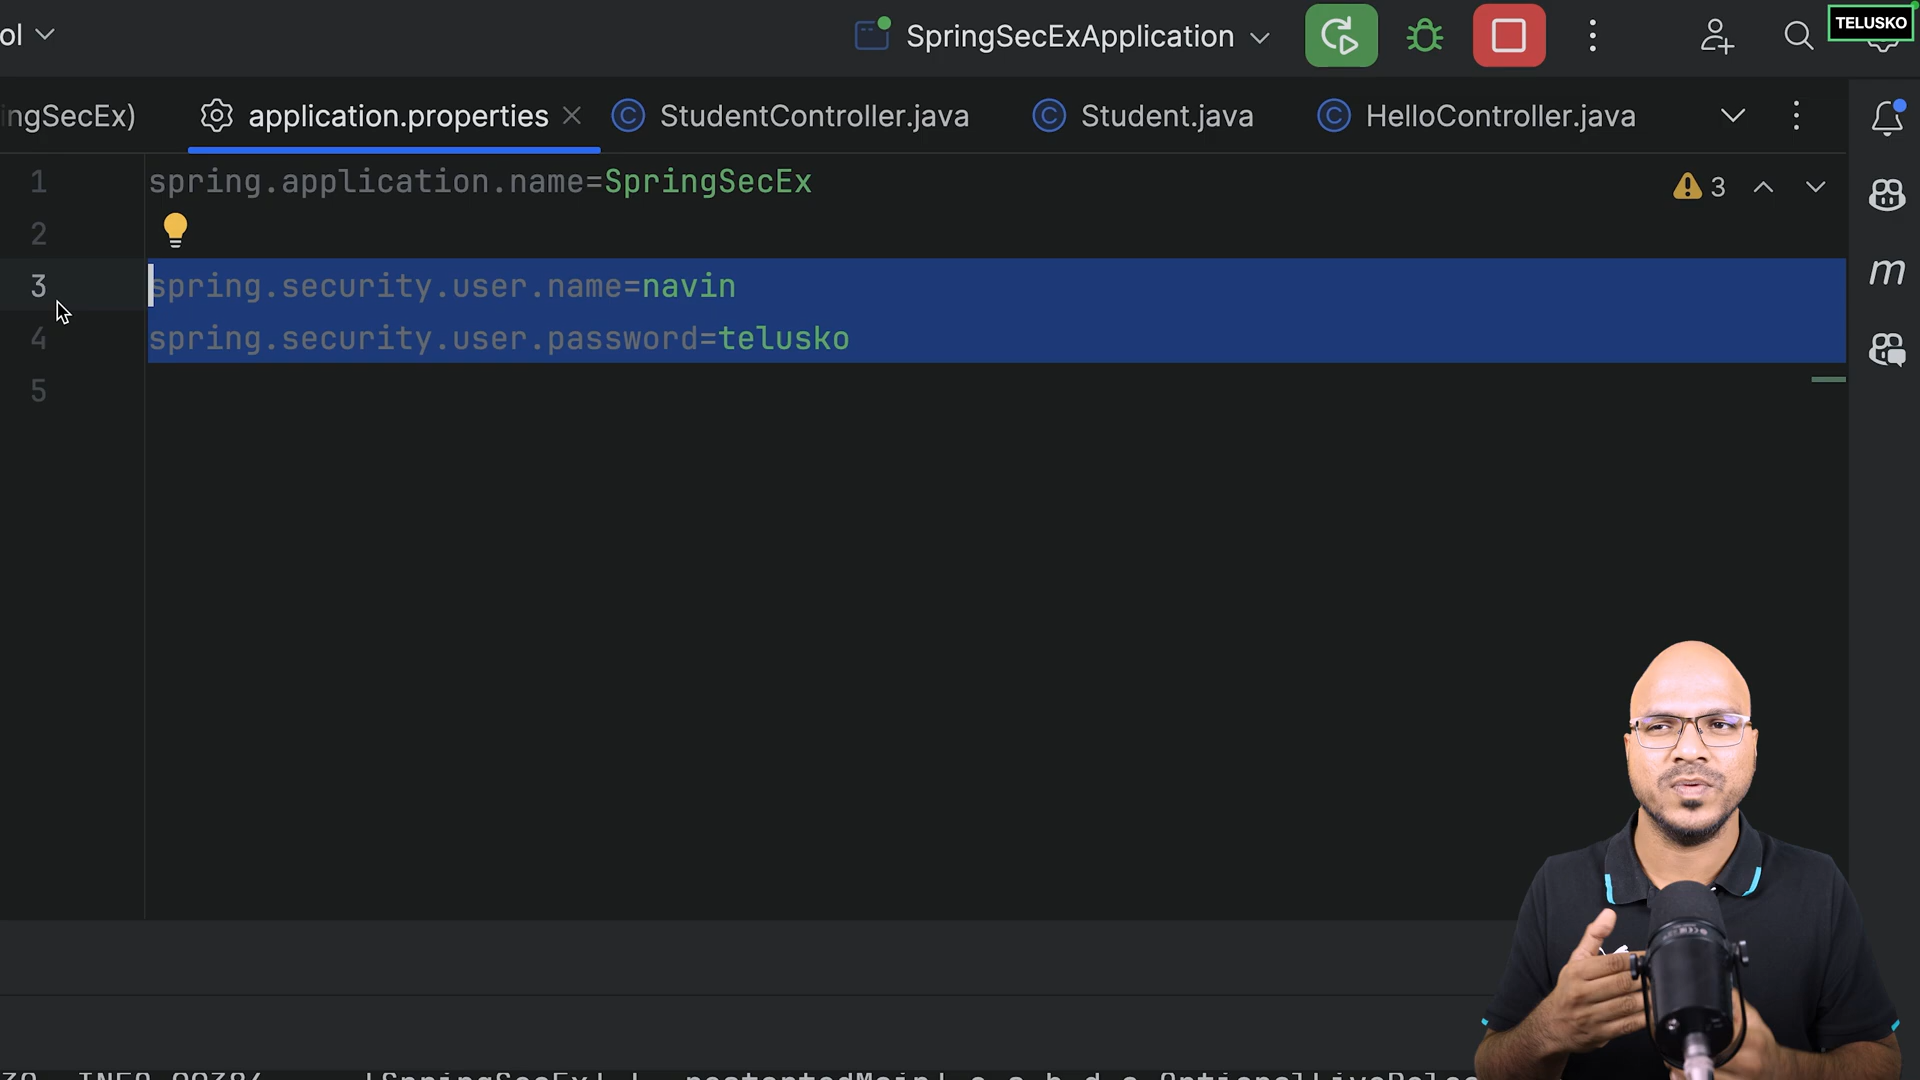 ol
SpringSecExApplication
TELUSKO
ngSecEx)
application.properties
StudentController.java
Student.java
HelloController.java
1 spring.application.name=SpringSecEx
3
2
3 spring.security.user.name=navin
4 spring.security.user.password=telusko
5
m